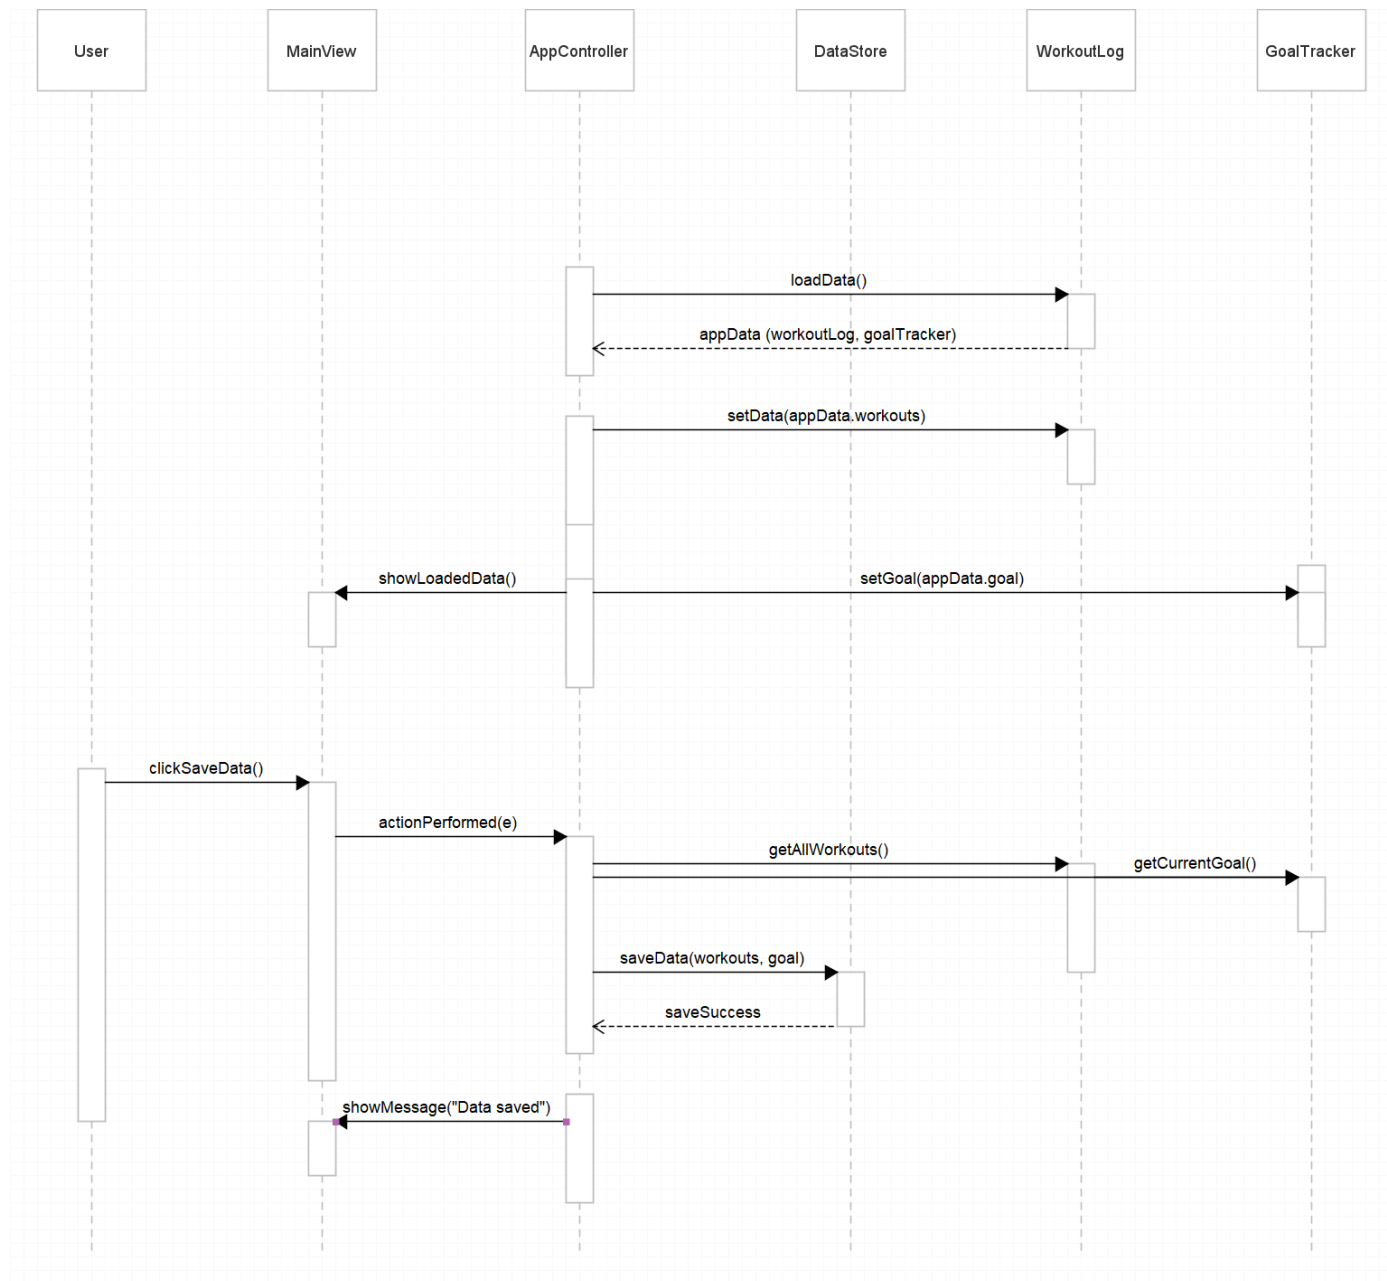 User
MainView
AppController
DataStore
WorkoutLog
GoalTracker
loadData()
appData (workoutLog, goalTracker)
setData(appData.workouts)
showLoadedData()
setGoal(appData.goal)
clickSaveData()
actionPerformed(e)
getAllWorkouts()
getCurrentGoal()
saveData(workouts, goal)
saveSuccess
showMessage("Data saved")